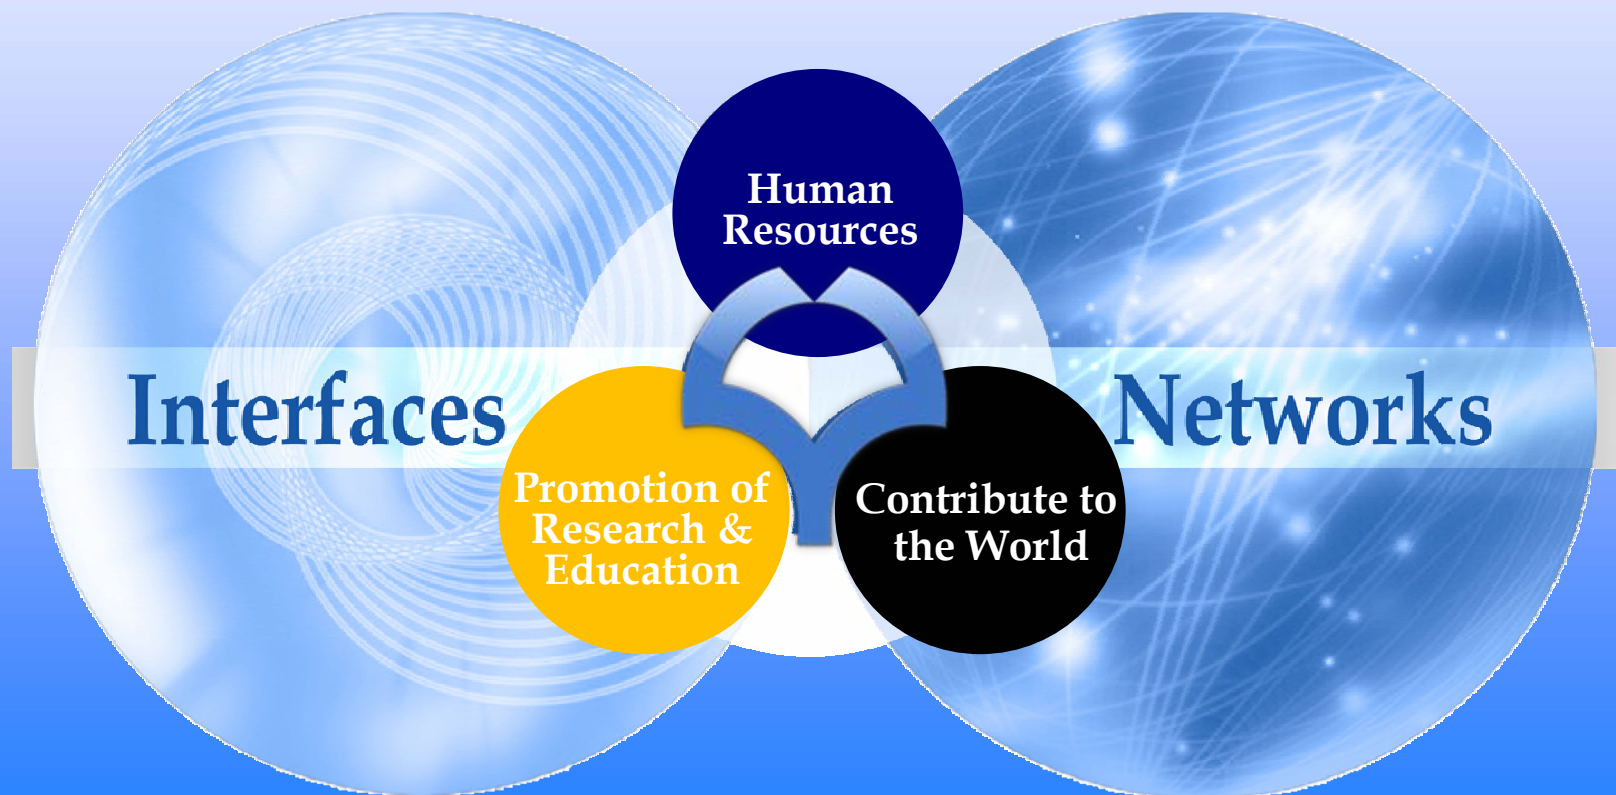 Human
Resources
Interfaces
Networks
Promotion of
Research &
Education
Contribute to
the World